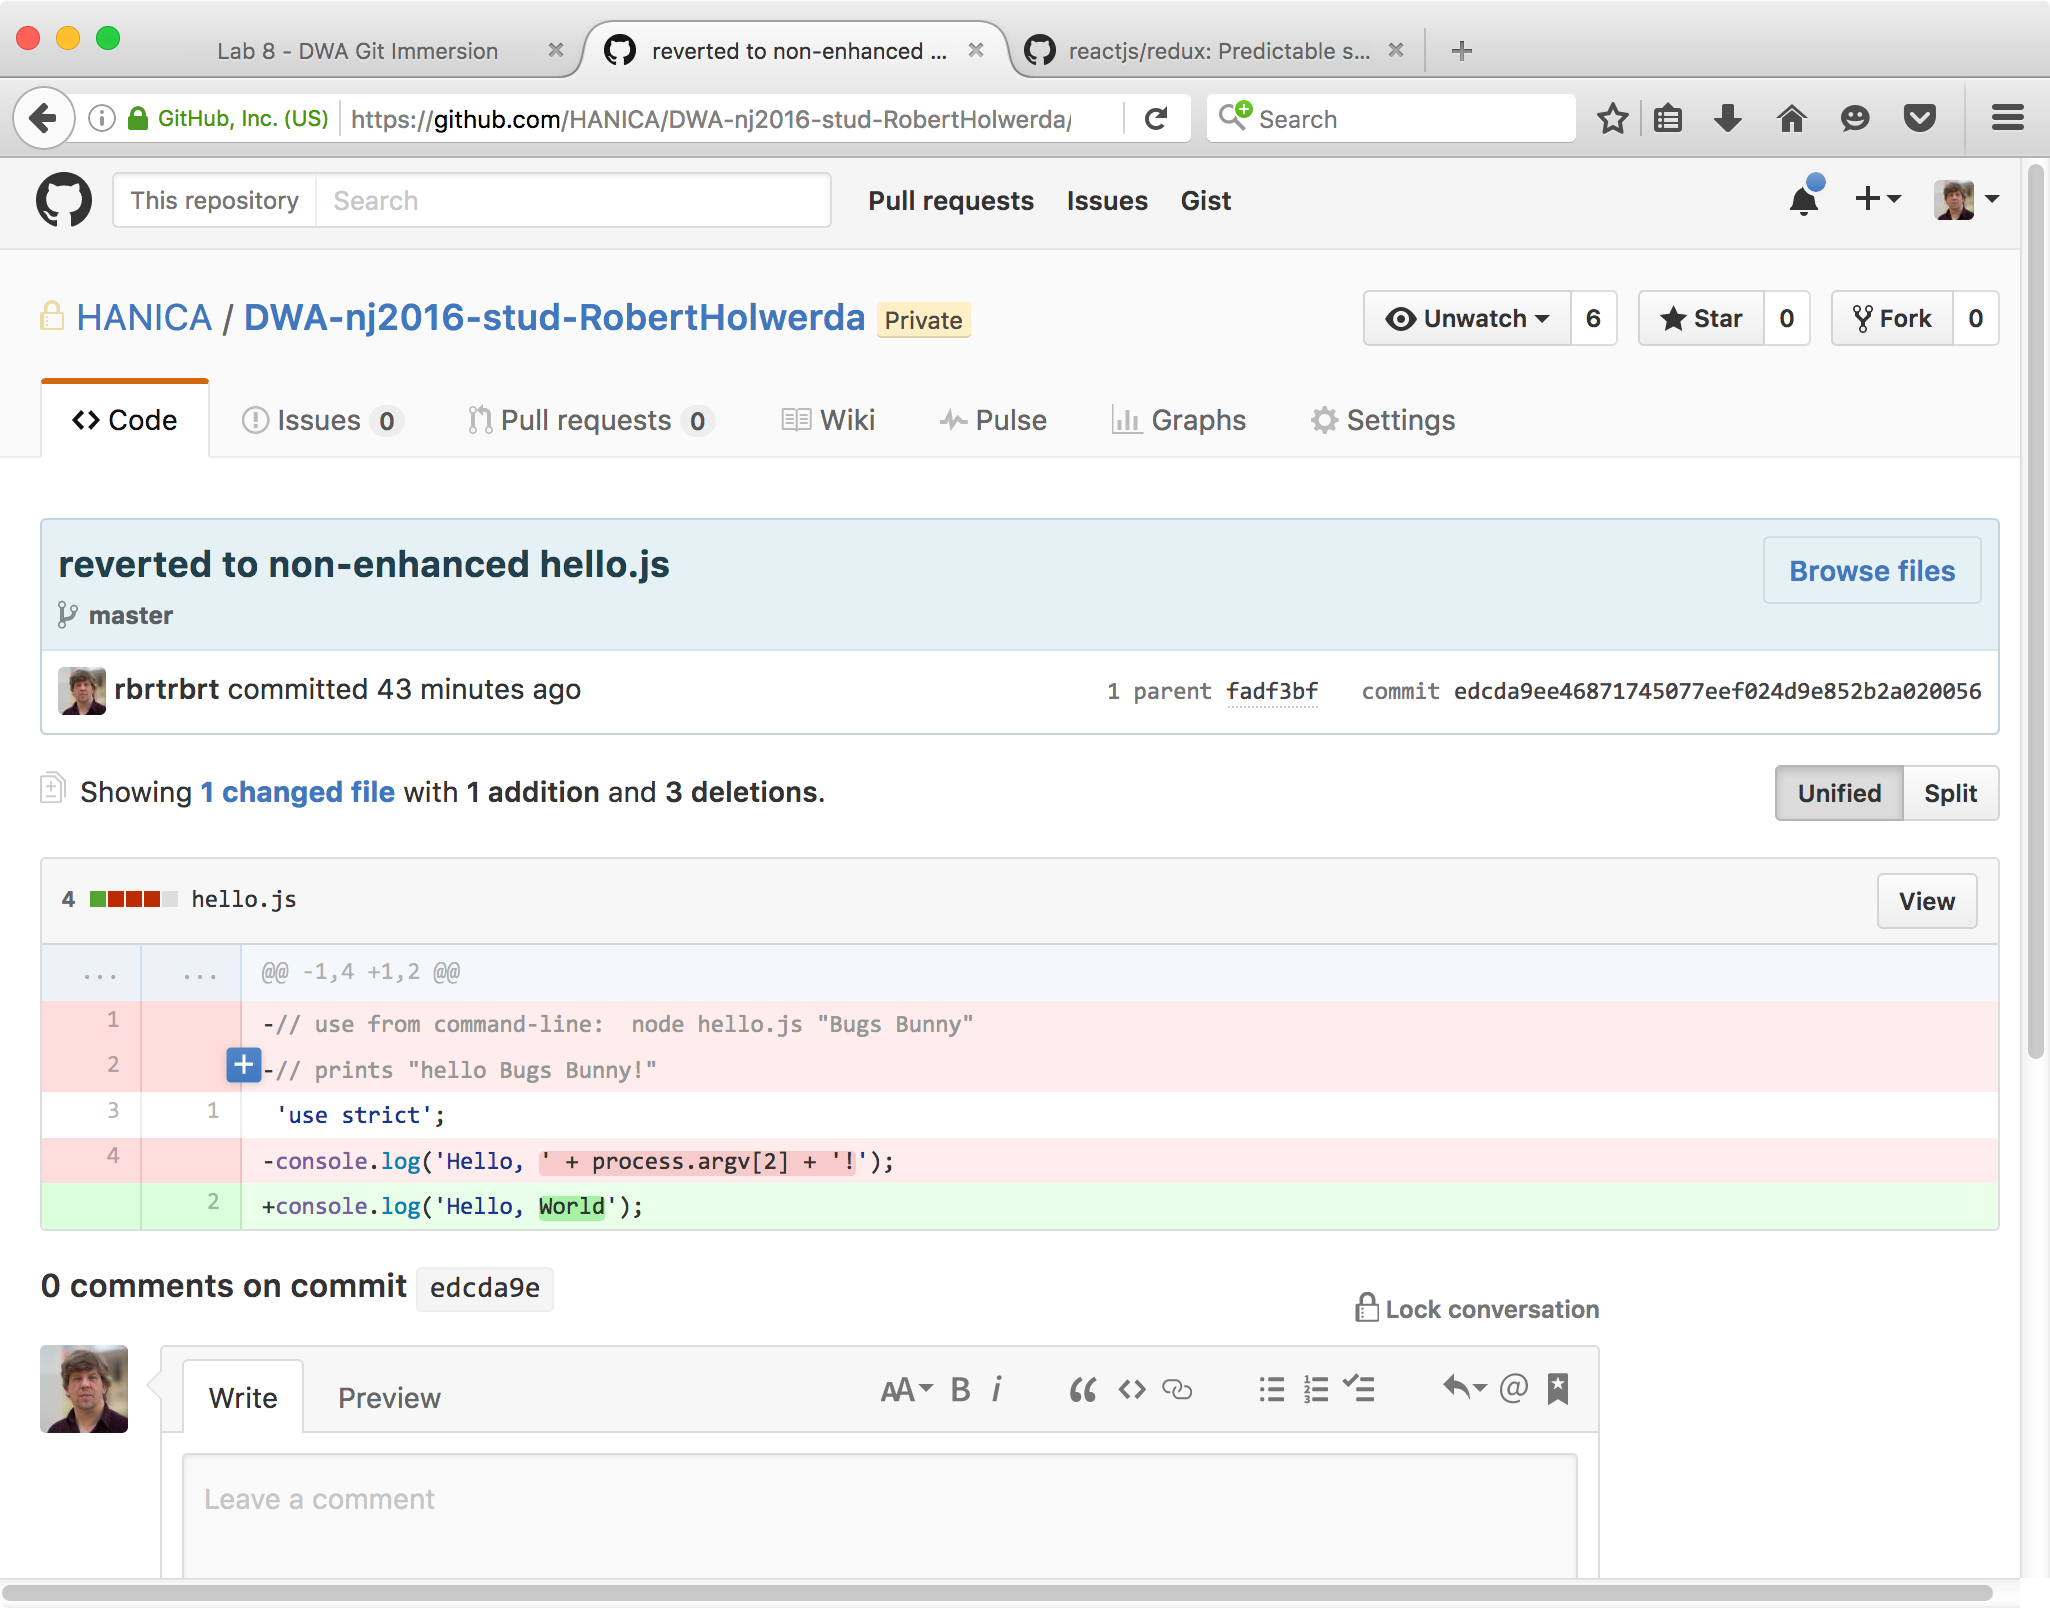 Lab 8 - DWA Git Immersion
reverted to non-enhanced ...
reactjs/redux: Predictable s...
GitHub, Inc. (US)
https://github.com/HANICA/DWA-nj2016-stud-RobertHolwerda/
Search
This repository
Search
Pull requests
Issues
Gist
HANICA / DWA-nj2016-stud-RobertHolwerda
Private
Unwatch 6
Star 0
Fork 0
Code
Issues 0
Pull requests 0
Wiki
Pulse
Graphs
Settings
reverted to non-enhanced hello.js
Browse files
master
rbrtrbrt committed 43 minutes ago
1 parent fadf3bf
commit edcda9ee46871745077eef024d9e852b2a020056
Showing 1 changed file with 1 addition and 3 deletions.
Unified
Split
4 hello.js
View
... ... @@ -1,4 +1,2 @@
1 -// use from command-line:  node hello.js "Bugs Bunny"
2 -// prints "hello Bugs Bunny!"
3 1 'use strict';
4 -console.log('Hello, ' + process.argv[2] + '!');
2 +console.log('Hello, World');
0 comments on commit edcda9e
Lock conversation
Write
Preview
AA B i
Leave a comment